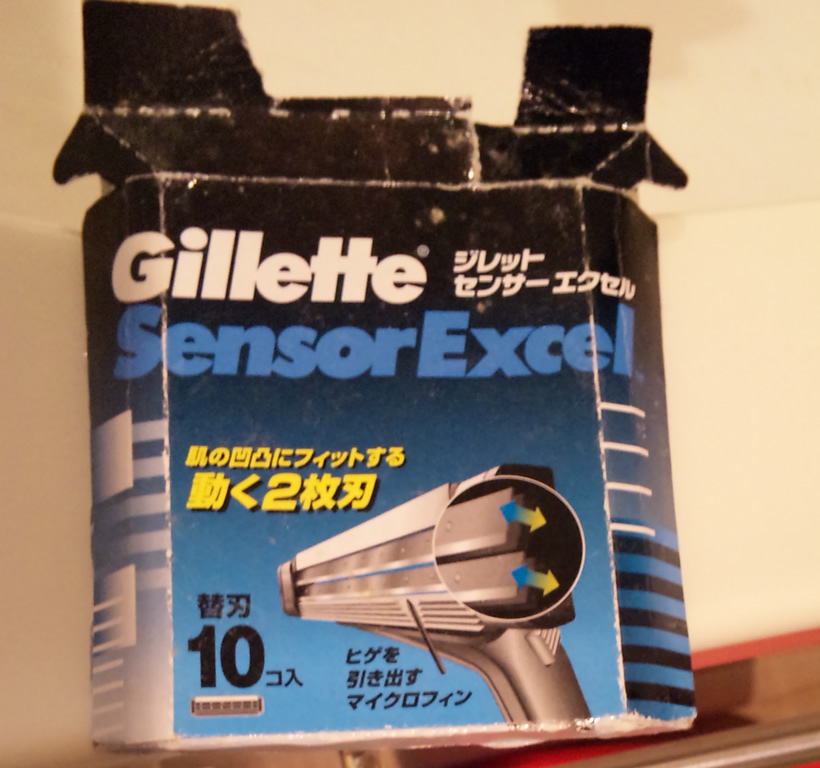 Gillette®
ジレット
センサーエクセル
SensorExcel
肌の凹凸にフィットする
動く2枚刃
替刃
10コ入
ヒゲを
引き出す
マイクロフィン